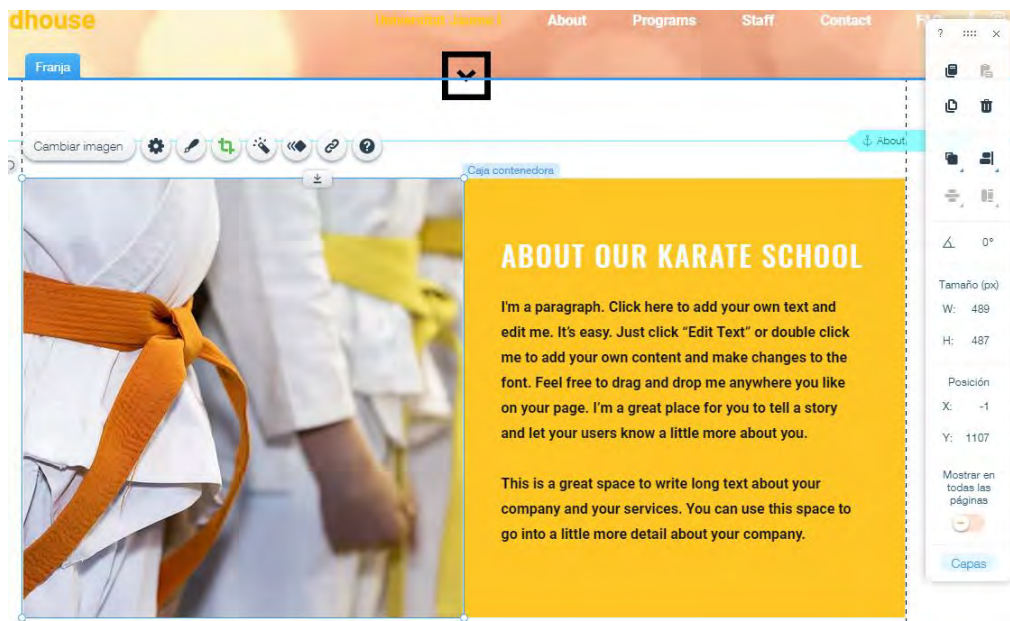 dhouse
About Programs Staff Contact
Franja
Cambiar imagen
About
Caja contenedora
ABOUT OUR KARATE SCHOOL
I'm a paragraph. Click here to add your own text and
edit me. It's easy. Just click “Edit Text” or double click
me to add your own content and make changes to the
font. Feel free to drag and drop me anywhere you like
on your page. I'm a great place for you to tell a story
and let your users know a little more about you.
This is a great space to write long text about your
company and your services. You can use this space to
go into a little more detail about your company.
?
0°
Tamaño (px)
W: 489
H: 487
Posición
X: -1
Y: 1107
Mostrar en
todas las
páginas
Capas